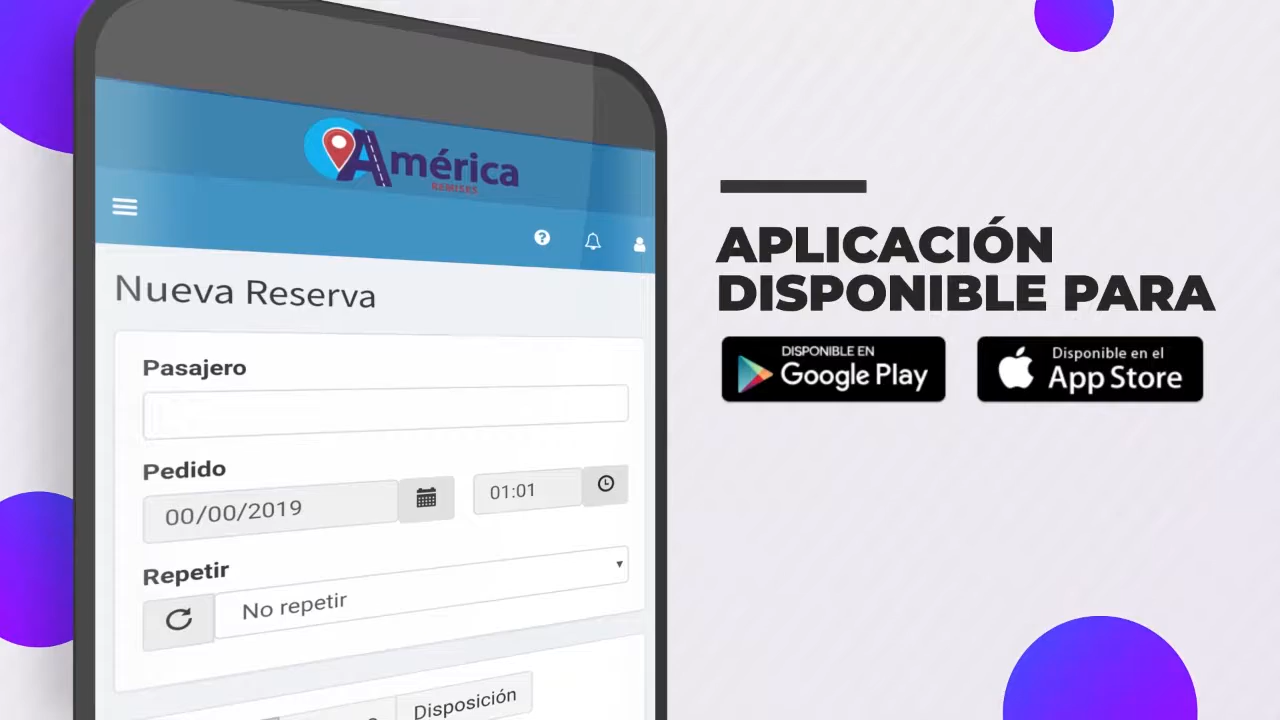 América
REMISES
Nueva Reserva
Pasajero
Pedido
00/00/2019
01:01
Repetir
No repetir
Disposición
APLICACIÓN
DISPONIBLE PARA
DISPONIBLE EN
Google Play
Disponible en el
App Store